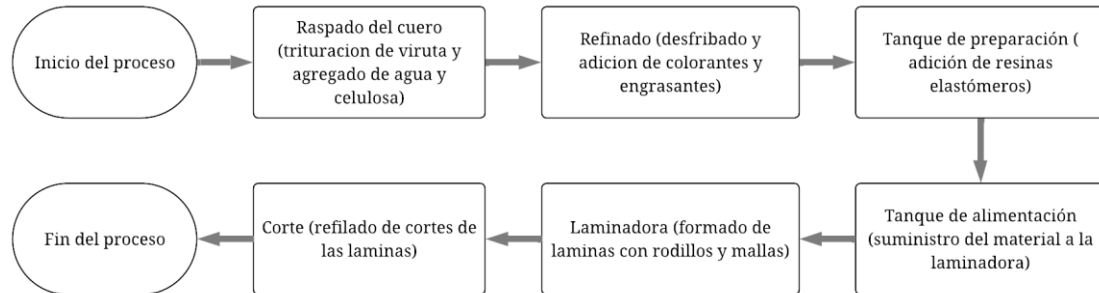 Inicio del proceso
Raspado del cuero
(trituracion de viruta y
agregado de agua y
celulosa)
Refinado (desfribado y
adicion de colorantes y
engrasantes)
Tanque de preparación (
adición de resinas
elastómeros)
Tanque de alimentación
(suministro del material a la
laminadora)
Laminadora (formado de
laminas con rodillos y mallas)
Corte (refilado de cortes de
las laminas)
Fin del proceso